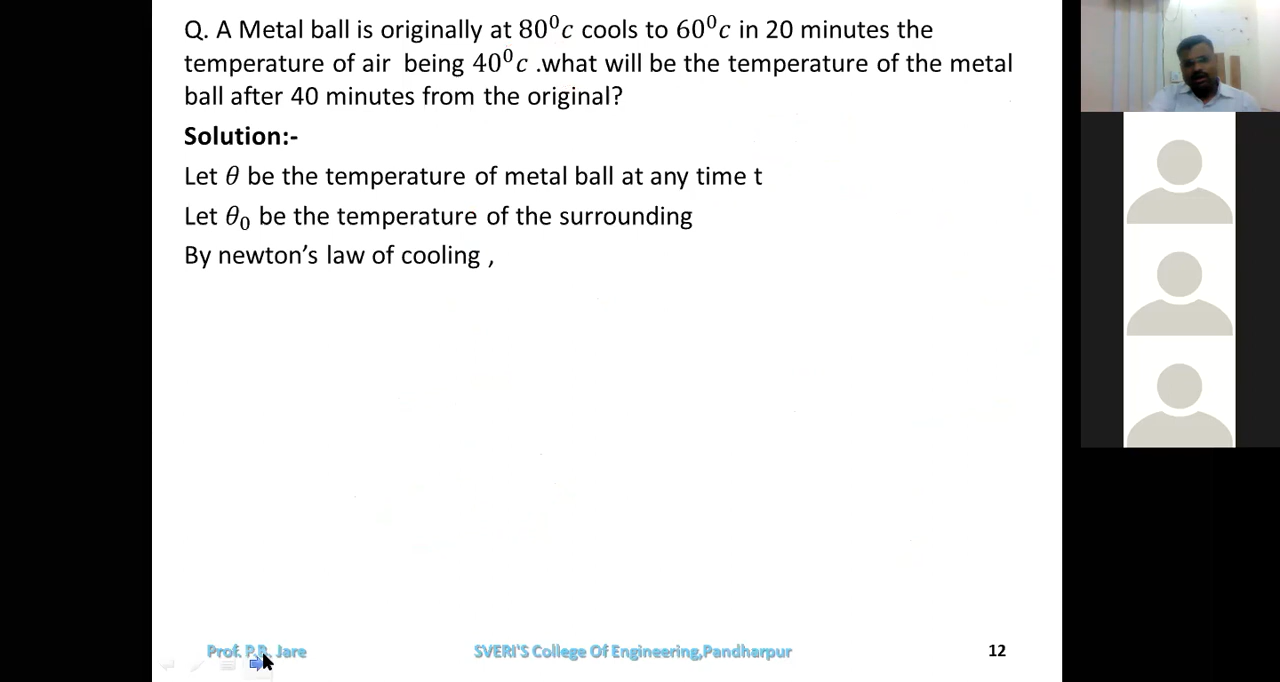 Q. A Metal ball is originally at 80⁰c cools to 60⁰c in 20 minutes the
temperature of air being 40⁰c .what will be the temperature of the metal
ball after 40 minutes from the original?
Solution:-
Let θ be the temperature of metal ball at any time t
Let θ₀ be the temperature of the surrounding
By newton’s law of cooling ,
Prof. P.R. Jare SVERI'S College Of Engineering,Pandharpur 12